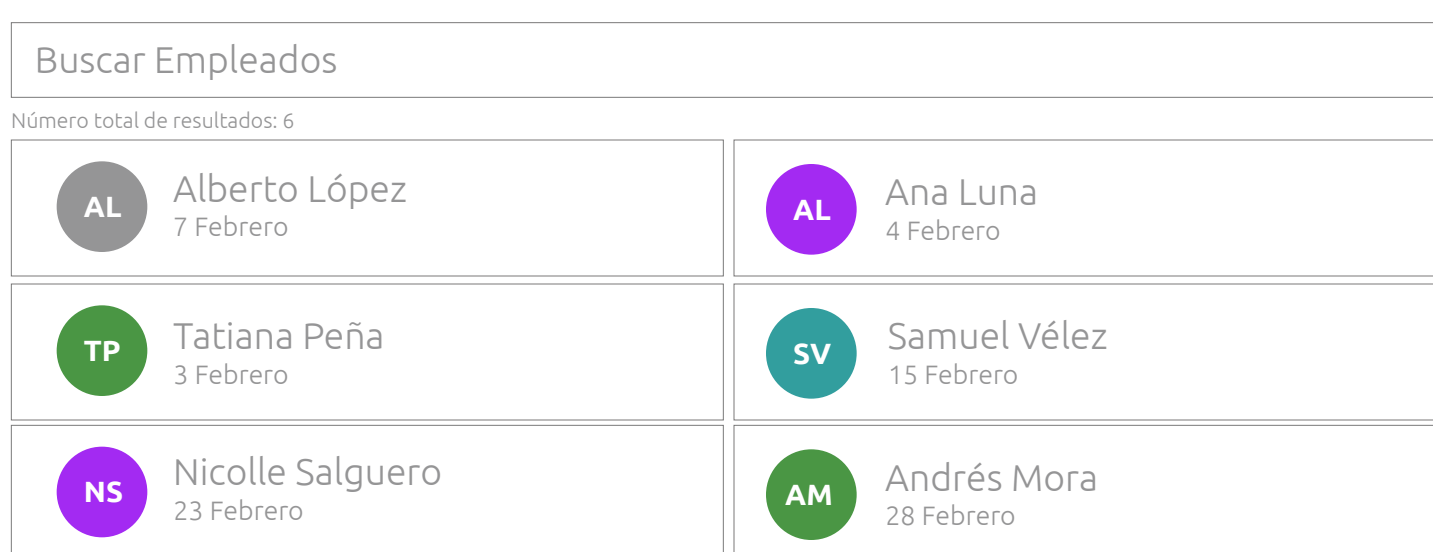 Buscar Empleados
Número total de resultados: 6
AL
Alberto López
7 Febrero
AL
Ana Luna
4 Febrero
TP
Tatiana Peña
3 Febrero
SV
Samuel Vélez
15 Febrero
NS
Nicolle Salguero
23 Febrero
AM
Andrés Mora
28 Febrero